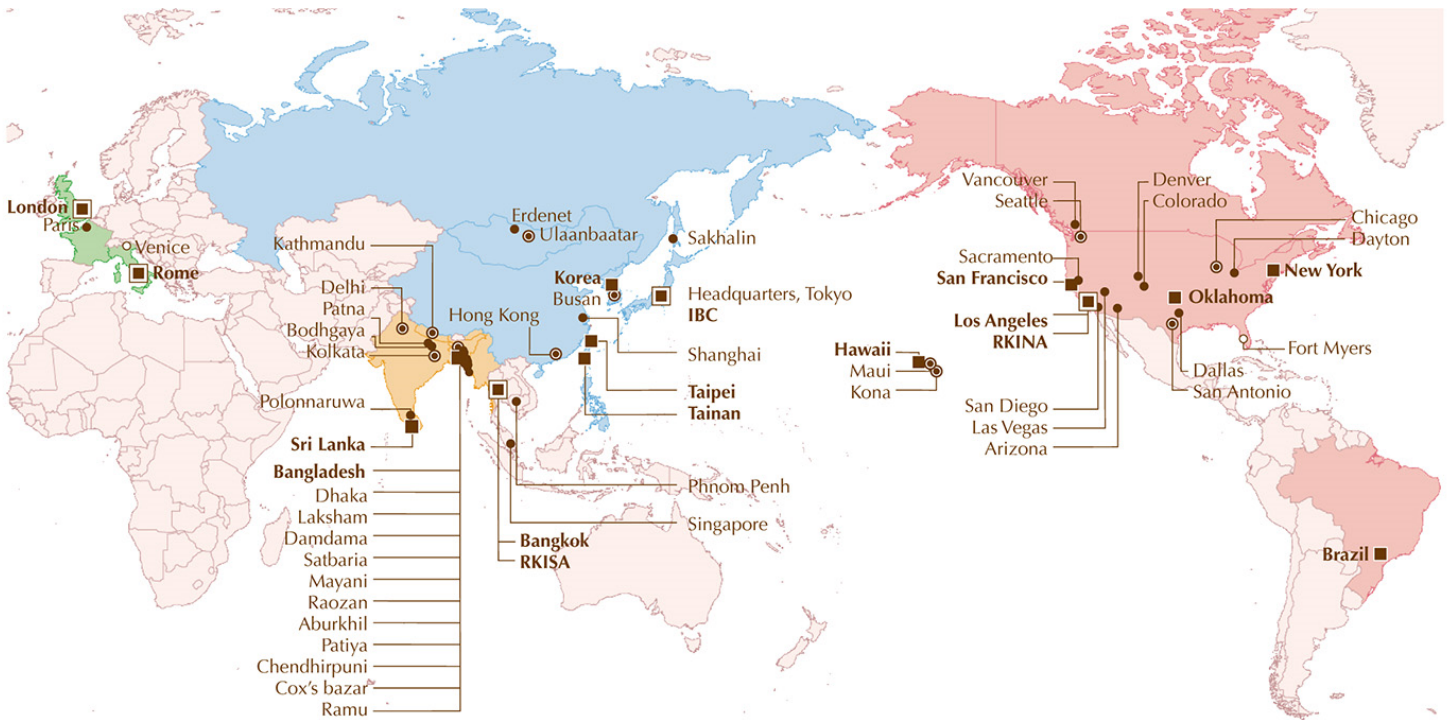 London
Paris
Venice
Rome
Kathmandu
Delhi
Patna
Bodhgaya
Kolkata
Polonnaruwa
Sri Lanka
Bangladesh
Dhaka
Laksham
Damdama
Satbaria
Mayani
Raozan
Aburkhil
Patiya
Chendhirpuni
Cox's bazar
Ramu
Erdenet
Ulaanbaatar
Sakhalin
Korea
Busan
Headquarters, Tokyo
IBC
Hong Kong
Shanghai
Taipei
Tainan
Phnom Penh
Singapore
Bangkok
RKISA
Vancouver
Seattle
Denver
Colorado
Chicago
Dayton
Sacramento
San Francisco
New York
Oklahoma
Los Angeles
RKINA
Hawaii
Maui
Kona
Fort Myers
Dallas
San Antonio
San Diego
Las Vegas
Arizona
Brazil